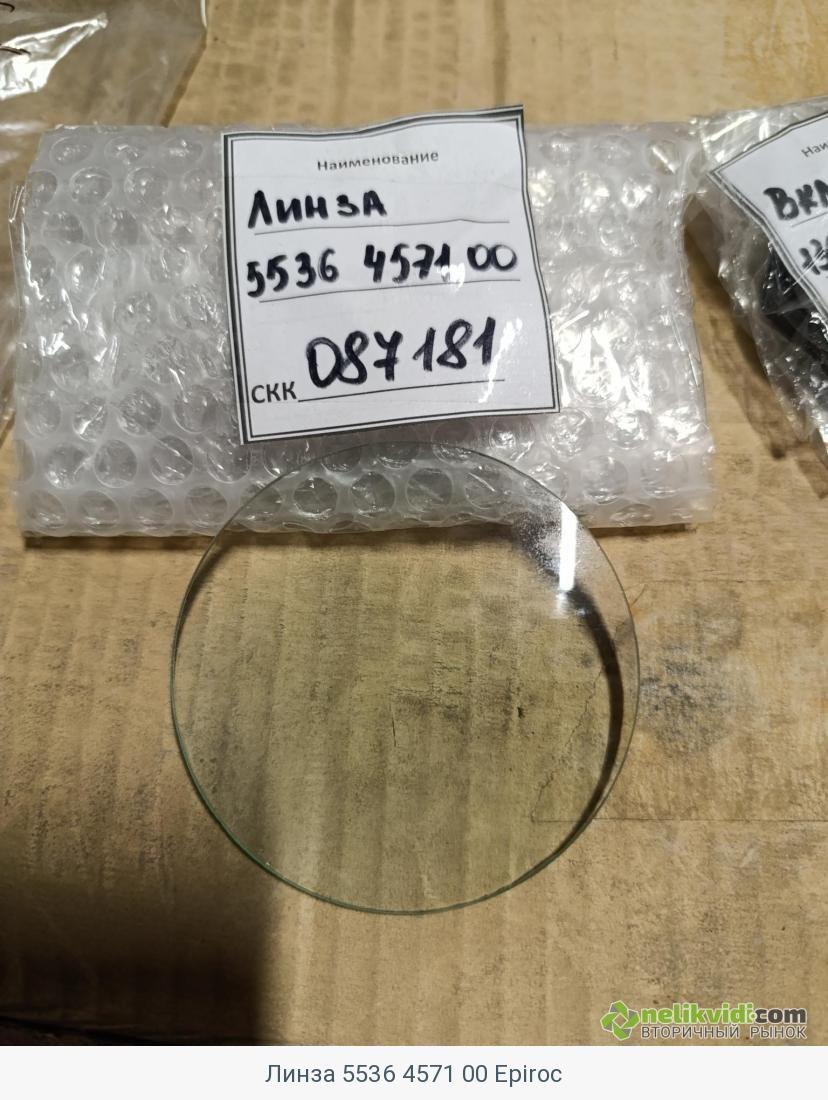 Наименование
ЛИНЗА
5536 4571 00
СКК 087181
nelikvidi.com
ВТОРИЧНЫЙ РЫНОК
Линза 5536 4571 00 Epiroc